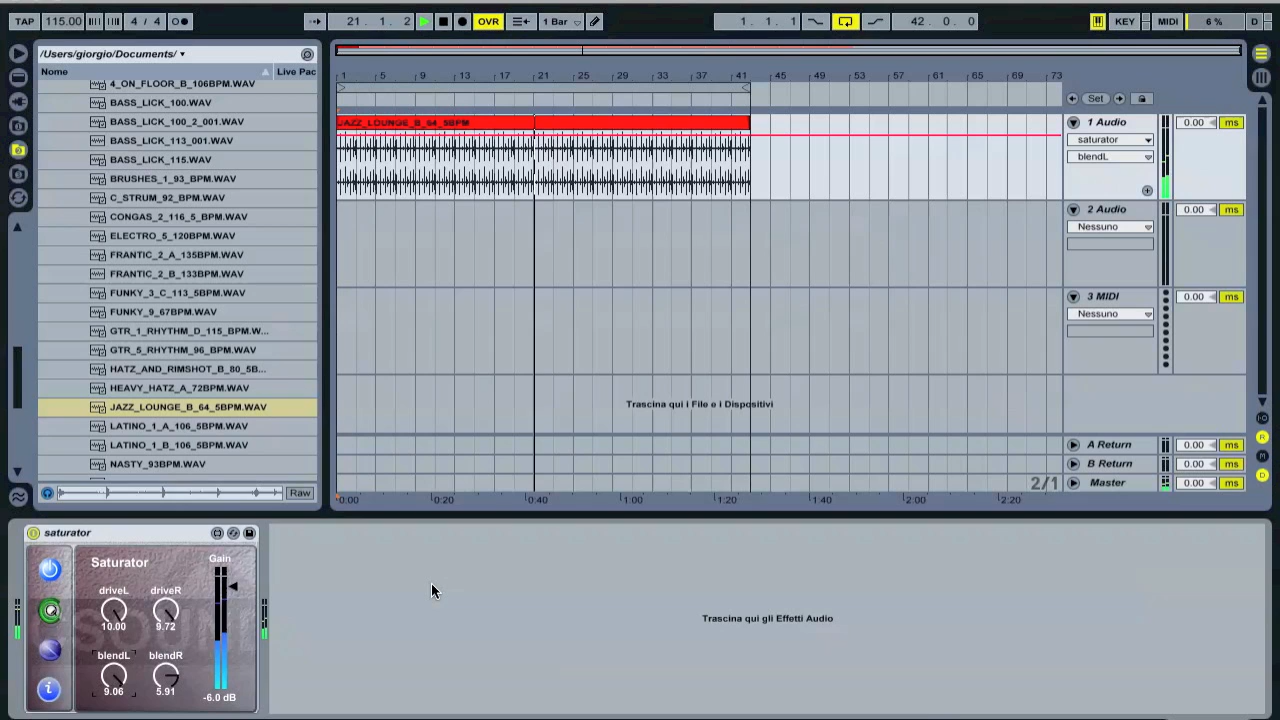 TAP 115.00 4 / 4 21. 1. 2 OVR 1 Bar 1. 1. 1 42. 0. 0 KEY MIDI 6 % D
/Users/giorgio/Documents/
Nome Live Pac
4_ON_FLOOR_B_106BPM.WAV
BASS_LICK_100.WAV
BASS_LICK_100_2_001.WAV
BASS_LICK_113_001.WAV
BASS_LICK_115.WAV
BRUSHES_1_93_BPM.WAV
C_STRUM_92_BPM.WAV
CONGAS_2_116_5_BPM.WAV
ELECTRO_5_120BPM.WAV
FRANTIC_2_A_135BPM.WAV
FRANTIC_2_B_133BPM.WAV
FUNKY_3_C_113_5BPM.WAV
FUNKY_9_67BPM.WAV
GTR_1_RHYTHM_D_115_BPM.W...
GTR_5_RHYTHM_96_BPM.WAV
HATZ_AND_RIMSHOT_B_80_5B...
HEAVY_HATZ_A_72BPM.WAV
JAZZ_LOUNGE_B_64_5BPM.WAV
LATINO_1_A_106_5BPM.WAV
LATINO_1_B_106_5BPM.WAV
NASTY_93BPM.WAV
Raw
1 5 9 13 17 21 25 29 33 37 41 45 49 53 57 61 65 69 73
Set
JAZZ_LOUNGE_B_64_5BPM
1 Audio 0.00 ms
saturator
blendL
2 Audio 0.00 ms
Nessuno
3 MIDI 0.00 ms
Nessuno
Trascina qui i File e i Dispositivi
A Return 0.00 ms
B Return 0.00 ms
2/1 Master 0.00 ms
0:00 0:20 0:40 1:00 1:20 1:40 2:00 2:20
R
M
D
saturator
Saturator
Gain
driveL driveR
10.00 9.72
blendL blendR
9.06 5.91
-6.0 dB
Trascina qui gli Effetti Audio